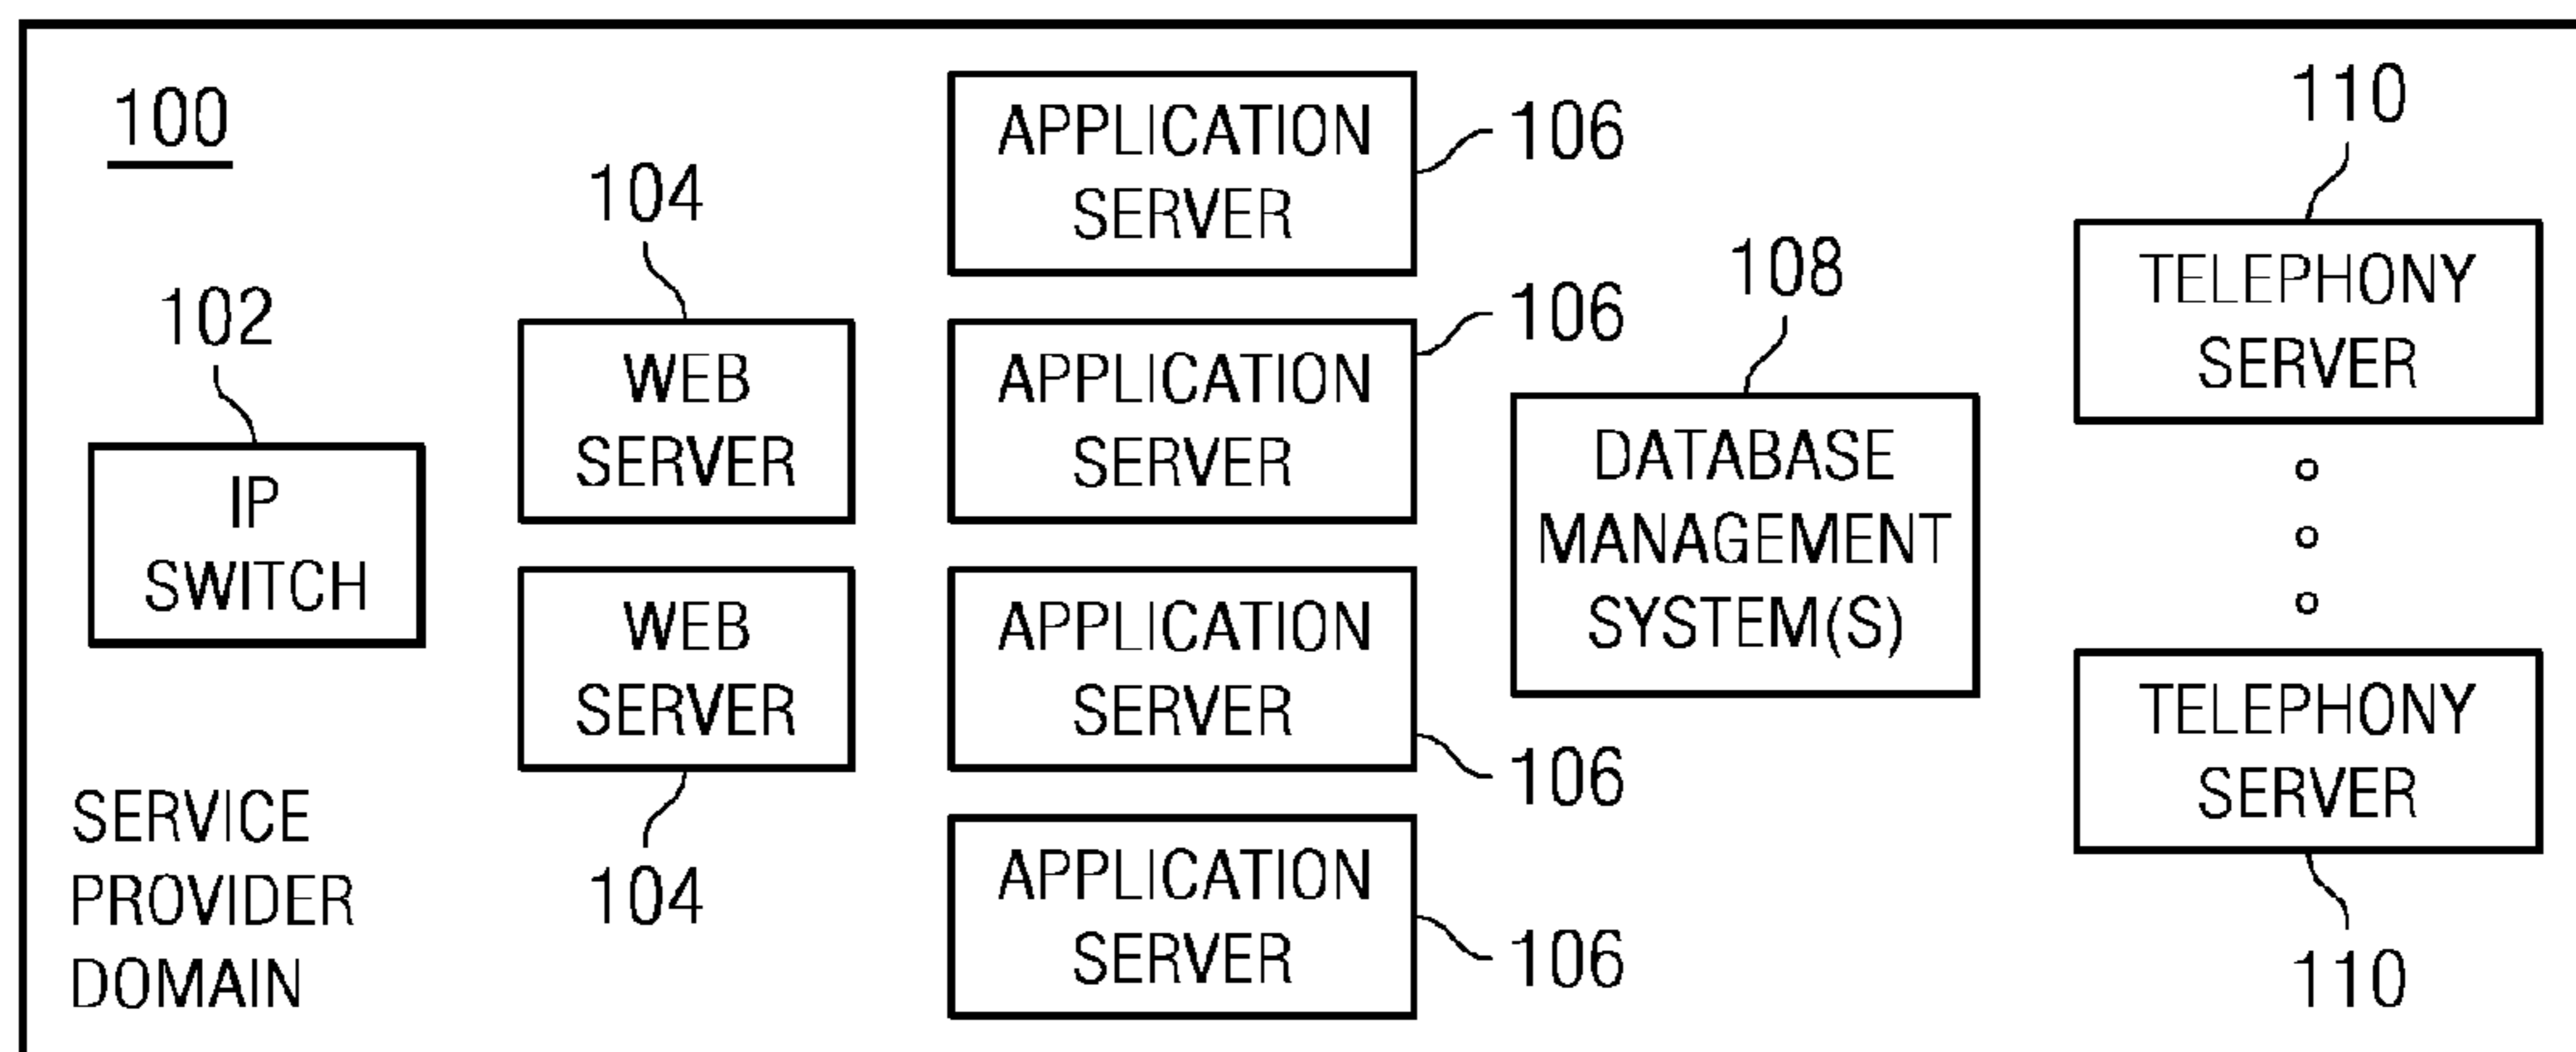 100
102
IP
SWITCH
SERVICE
PROVIDER
DOMAIN
104
WEB
SERVER
WEB
SERVER
104
APPLICATION
SERVER
106
APPLICATION
SERVER
106
APPLICATION
SERVER
106
APPLICATION
SERVER
106
108
DATABASE
MANAGEMENT
SYSTEM(S)
110
TELEPHONY
SERVER
TELEPHONY
SERVER
110